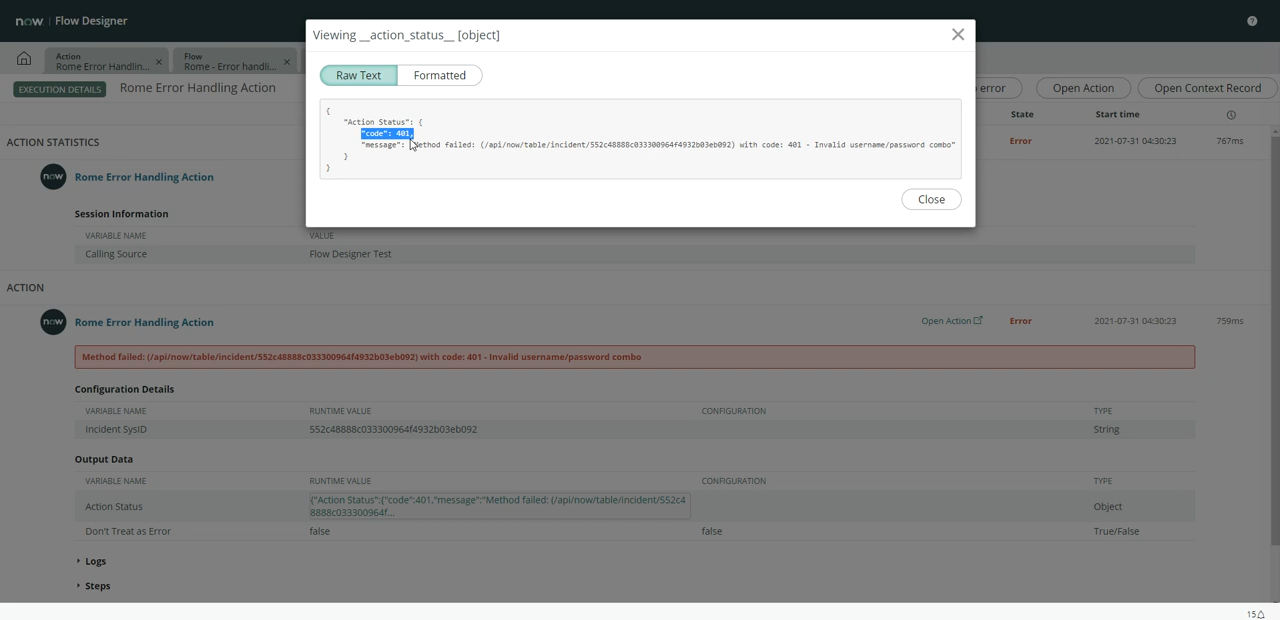 now | Flow Designer
Viewing __action_status__ [object]
Action
Rome Error Handlin...
Flow
Rome - Error handli...
Raw Text
Formatted
EXECUTION DETAILS
Rome Error Handling Action
error
Open Action
Open Context Record
{
"Action Status": {
"code": 401,
"message": "Method failed: (/api/now/table/incident/552c48888c033300964f4932b03eb092) with code: 401 - Invalid username/password combo"
}
}
Close
State
Start time
ACTION STATISTICS
Error
2021-07-31 04:30:23
767ms
now
Rome Error Handling Action
Session Information
VARIABLE NAME
VALUE
Calling Source
Flow Designer Test
ACTION
now
Rome Error Handling Action
Open Action
Error
2021-07-31 04:30:23
759ms
Method failed: (/api/now/table/incident/552c48888c033300964f4932b03eb092) with code: 401 - Invalid username/password combo
Configuration Details
VARIABLE NAME
RUNTIME VALUE
CONFIGURATION
TYPE
Incident SysID
552c48888c033300964f4932b03eb092
String
Output Data
VARIABLE NAME
RUNTIME VALUE
CONFIGURATION
TYPE
Action Status
{"Action Status":{"code":401,"message":"Method failed: (/api/now/table/incident/552c4
8888c033300964f...
Object
Don't Treat as Error
false
false
True/False
Logs
Steps
15